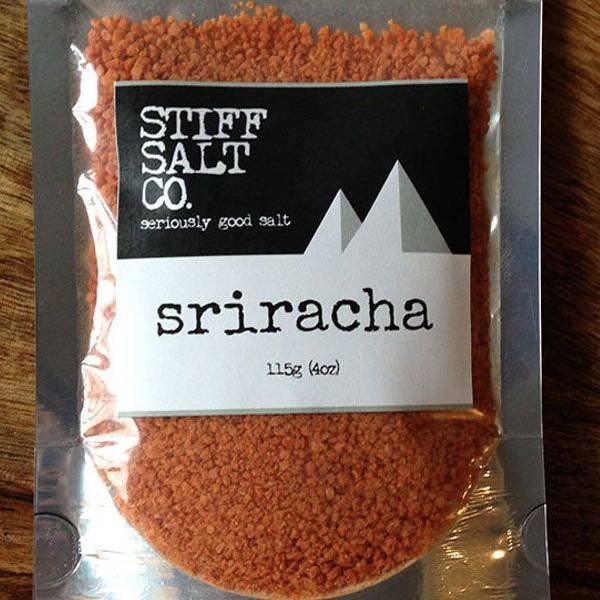 STIFF
SALT
CO.
seriously good salt
sriracha
115g (4oz)